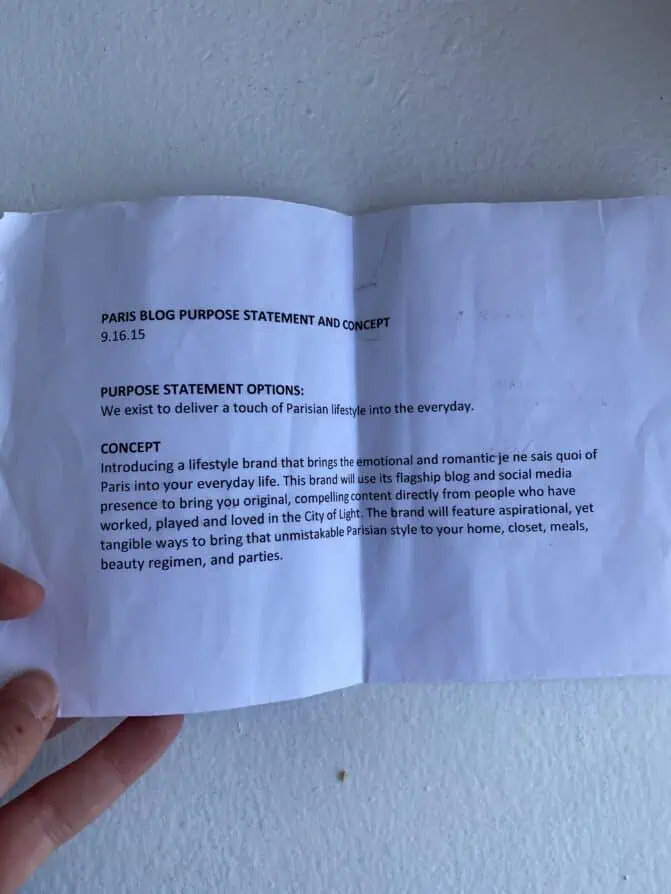 PARIS BLOG PURPOSE STATEMENT AND CONCEPT
9.16.15
PURPOSE STATEMENT OPTIONS:
We exist to deliver a touch of Parisian lifestyle into the everyday.
CONCEPT
Introducing a lifestyle brand that brings the emotional and romantic je ne sais quoi of
Paris into your everyday life. This brand will use its flagship blog and social media
presence to bring you original, compelling content directly from people who have
worked, played and loved in the City of Light. The brand will feature aspirational, yet
tangible ways to bring that unmistakable Parisian style to your home, closet, meals,
beauty regimen, and parties.